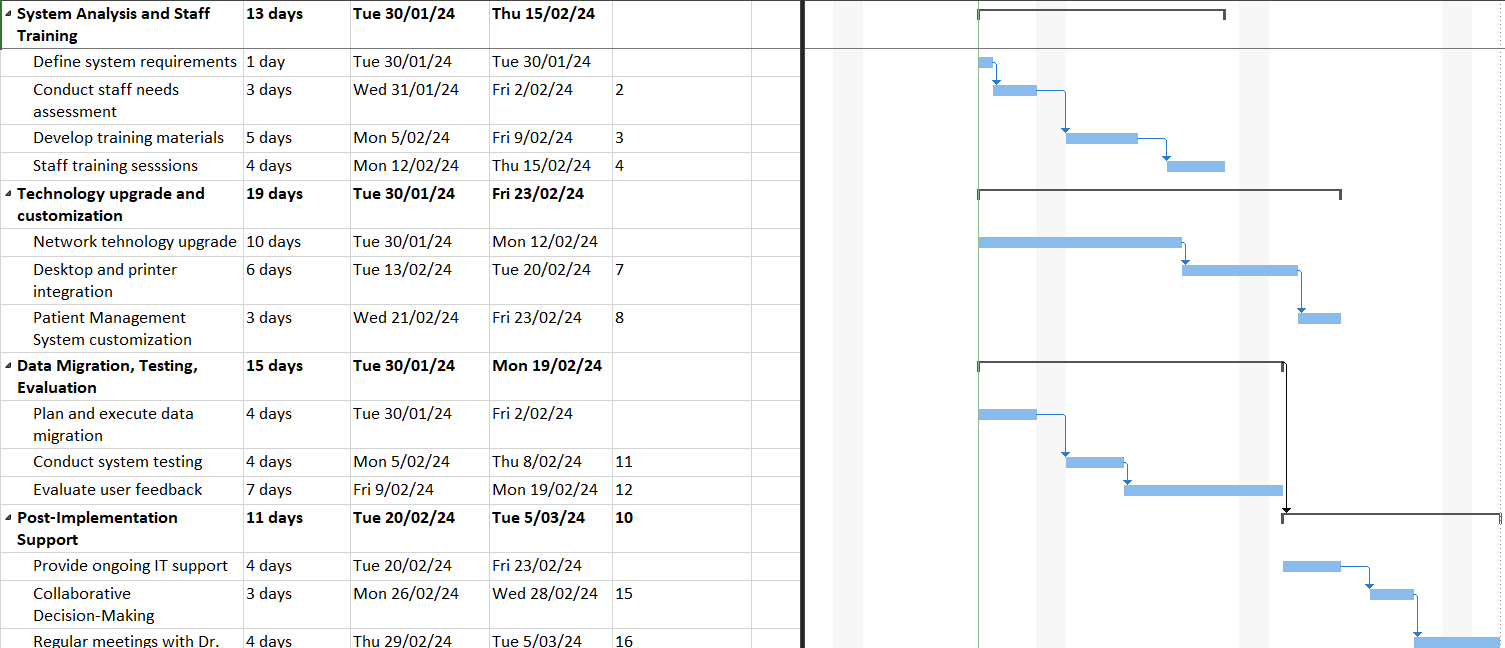 System Analysis and Staff 13 days Tue 30/01/24 Thu 15/02/24
Training
Define system requirements 1 day Tue 30/01/24 Tue 30/01/24
Conduct staff needs 3 days Wed 31/01/24 Fri 2/02/24 2
assessment
Develop training materials 5 days Mon 5/02/24 Fri 9/02/24 3
Staff training sesssions 4 days Mon 12/02/24 Thu 15/02/24 4
Technology upgrade and 19 days Tue 30/01/24 Fri 23/02/24
customization
Network tehnology upgrade 10 days Tue 30/01/24 Mon 12/02/24
Desktop and printer 6 days Tue 13/02/24 Tue 20/02/24 7
integration
Patient Management 3 days Wed 21/02/24 Fri 23/02/24 8
System customization
Data Migration, Testing, 15 days Tue 30/01/24 Mon 19/02/24
Evaluation
Plan and execute data 4 days Tue 30/01/24 Fri 2/02/24
migration
Conduct system testing 4 days Mon 5/02/24 Thu 8/02/24 11
Evaluate user feedback 7 days Fri 9/02/24 Mon 19/02/24 12
Post-Implementation 11 days Tue 20/02/24 Tue 5/03/24 10
Support
Provide ongoing IT support 4 days Tue 20/02/24 Fri 23/02/24
Collaborative 3 days Mon 26/02/24 Wed 28/02/24 15
Decision-Making
Regular meetings with Dr. 4 days Thu 29/02/24 Tue 5/03/24 16